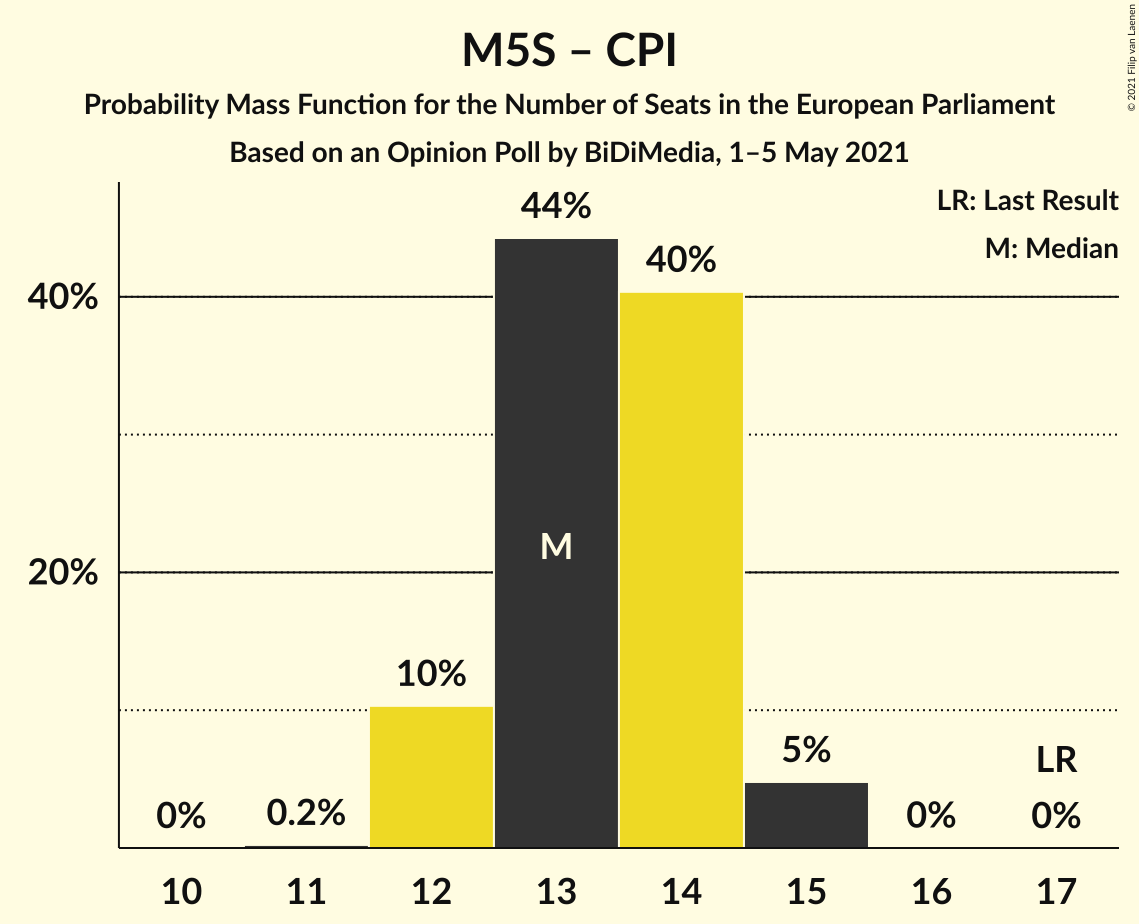 M5S – CPI
Probability Mass Function for the Number of Seats in the European Parliament
Based on an Opinion Poll by BiDiMedia, 1–5 May 2021
© 2021 Filip van Laenen
LR: Last Result
M: Median
40%
20%
0%
0.2%
10%
44%
M
40%
5%
0%
LR
0%
10
11
12
13
14
15
16
17